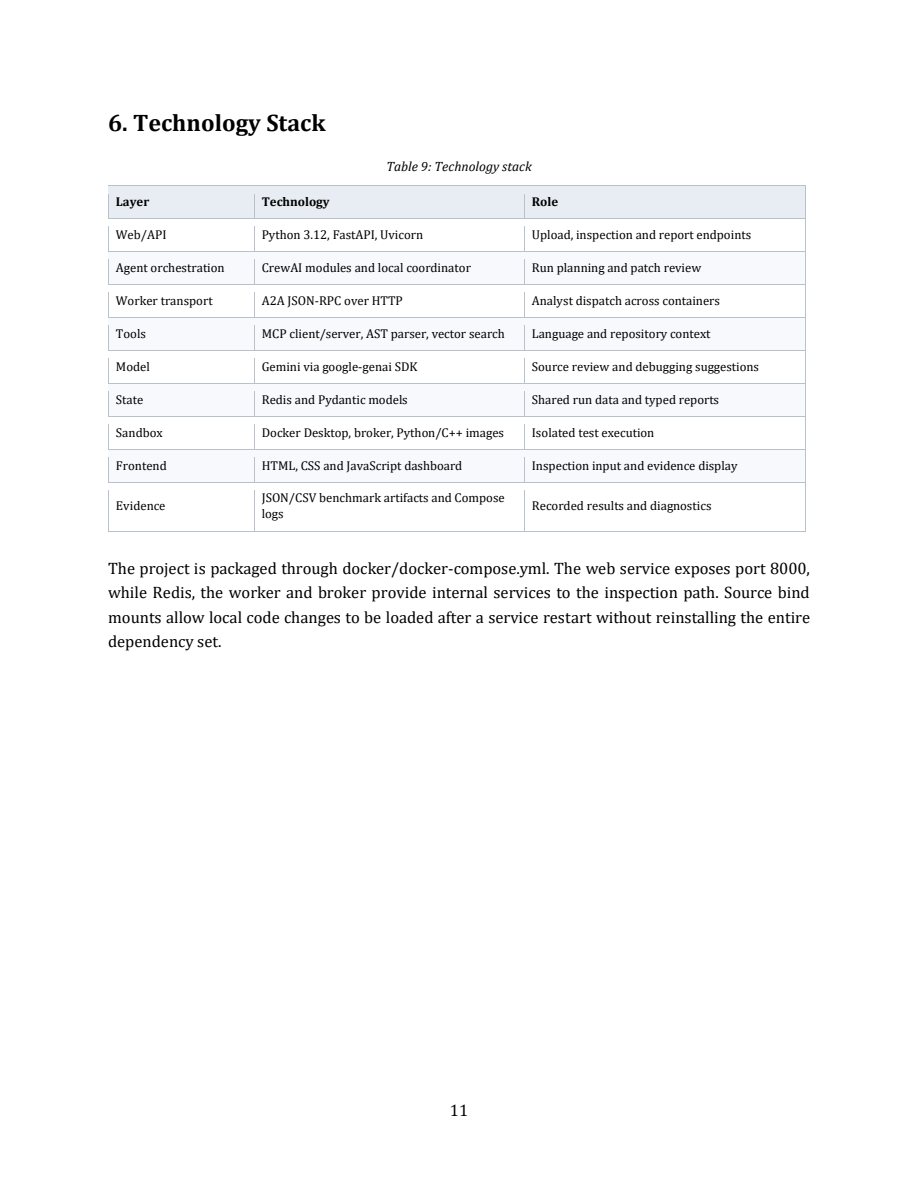 6. Technology Stack
Table 9: Technology stack
Layer Technology Role
Web/API Python 3.12, FastAPI, Uvicorn Upload, inspection and report endpoints
Agent orchestration CrewAI modules and local coordinator Run planning and patch review
Worker transport A2A JSON-RPC over HTTP Analyst dispatch across containers
Tools MCP client/server, AST parser, vector search Language and repository context
Model Gemini via google-genai SDK Source review and debugging suggestions
State Redis and Pydantic models Shared run data and typed reports
Sandbox Docker Desktop, broker, Python/C++ images Isolated test execution
Frontend HTML, CSS and JavaScript dashboard Inspection input and evidence display
Evidence JSON/CSV benchmark artifacts and Compose logs Recorded results and diagnostics
The project is packaged through docker/docker-compose.yml. The web service exposes port 8000,
while Redis, the worker and broker provide internal services to the inspection path. Source bind
mounts allow local code changes to be loaded after a service restart without reinstalling the entire
dependency set.
11